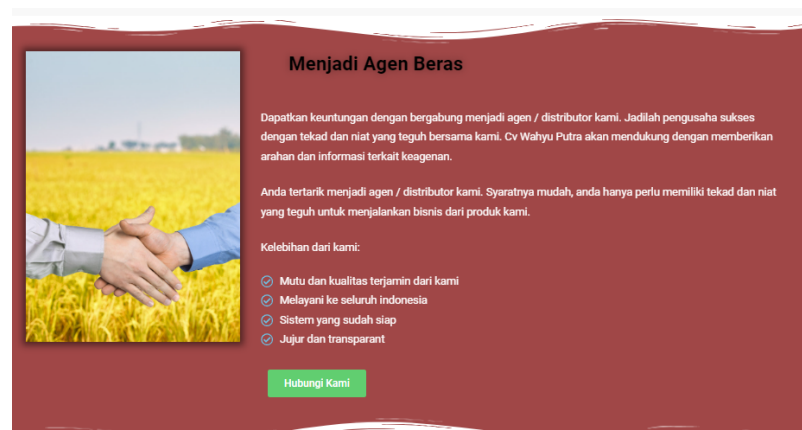 Menjadi Agen Beras
Dapatkan keuntungan dengan bergabung menjadi agen / distributor kami. Jadilah pengusaha sukses
dengan tekad dan niat yang teguh bersama kami. Cv Wahyu Putra akan mendukung dengan memberikan
arahan dan informasi terkait keagenan.
Anda tertarik menjadi agen / distributor kami. Syaratnya mudah, anda hanya perlu memiliki tekad dan niat
yang teguh untuk menjalankan bisnis dari produk kami.
Kelebihan dari kami:
Mutu dan kualitas terjamin dari kami
Melayani ke seluruh indonesia
Sistem yang sudah siap
Jujur dan transparant
Hubungi Kami